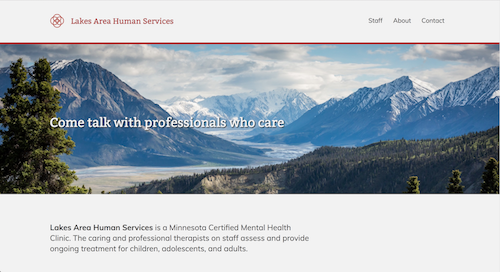 Lakes Area Human Services
Staff About Contact
Come talk with professionals who care
Lakes Area Human Services is a Minnesota Certified Mental Health
Clinic. The caring and professional therapists on staff assess and provide
ongoing treatment for children, adolescents, and adults.